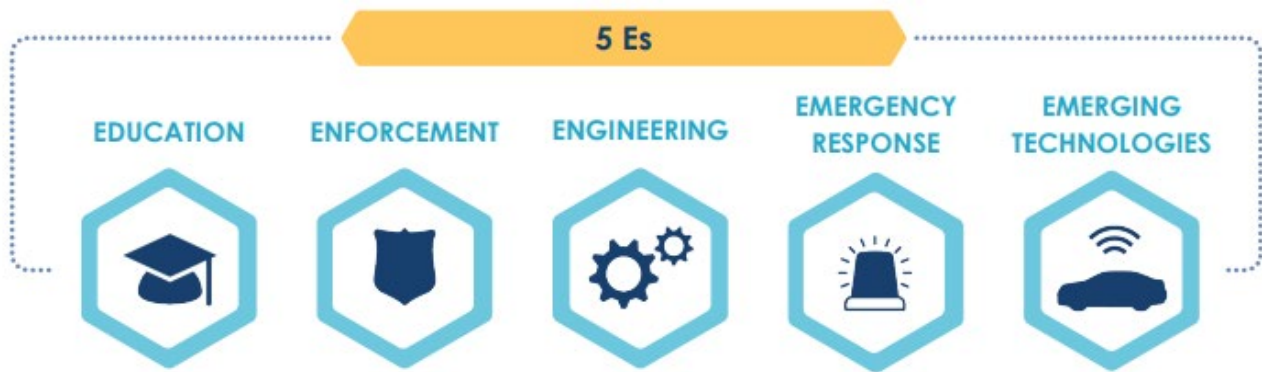 5 Es
EDUCATION
ENFORCEMENT
ENGINEERING
EMERGENCY
RESPONSE
EMERGING
TECHNOLOGIES